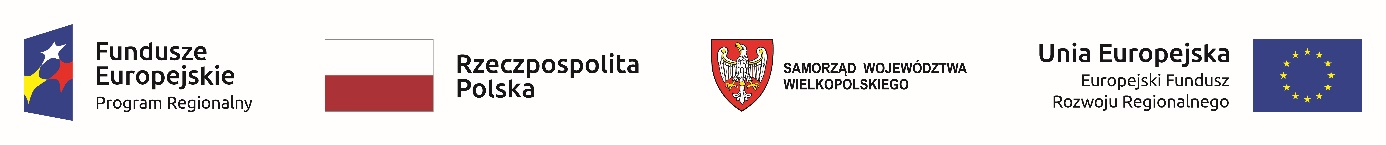 Fundusze
Europejskie
Program Regionalny
Rzeczpospolita
Polska
SAMORZĄD WOJEWÓDZTWA
WIELKOPOLSKIEGO
Unia Europejska
Europejski Fundusz
Rozwoju Regionalnego